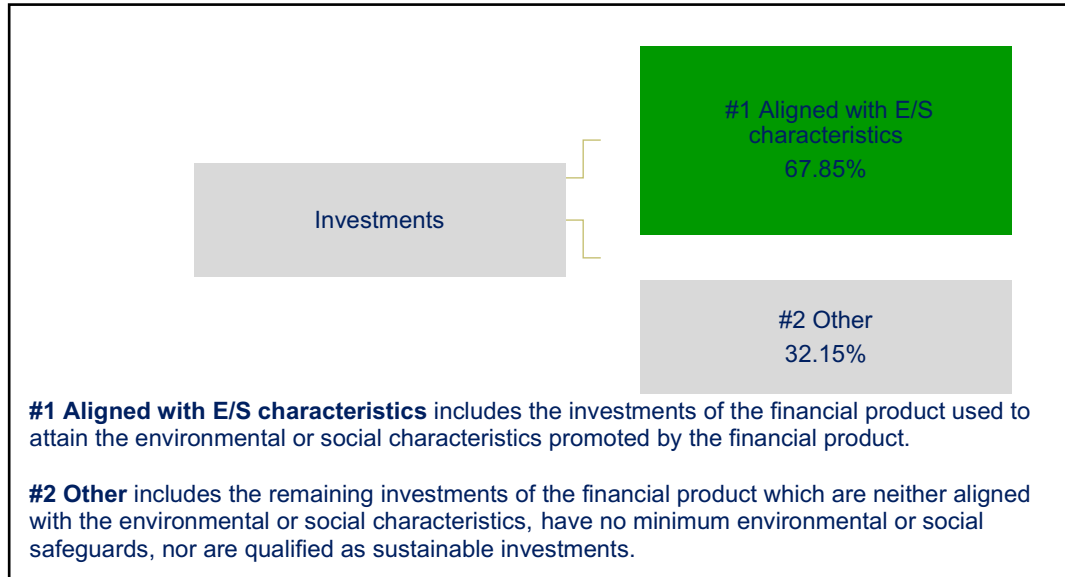 #1 Aligned with E/S
characteristics
67.85%
Investments
#2 Other
32.15%
#1 Aligned with E/S characteristics includes the investments of the financial product used to
attain the environmental or social characteristics promoted by the financial product.
#2 Other includes the remaining investments of the financial product which are neither aligned
with the environmental or social characteristics, have no minimum environmental or social
safeguards, nor are qualified as sustainable investments.